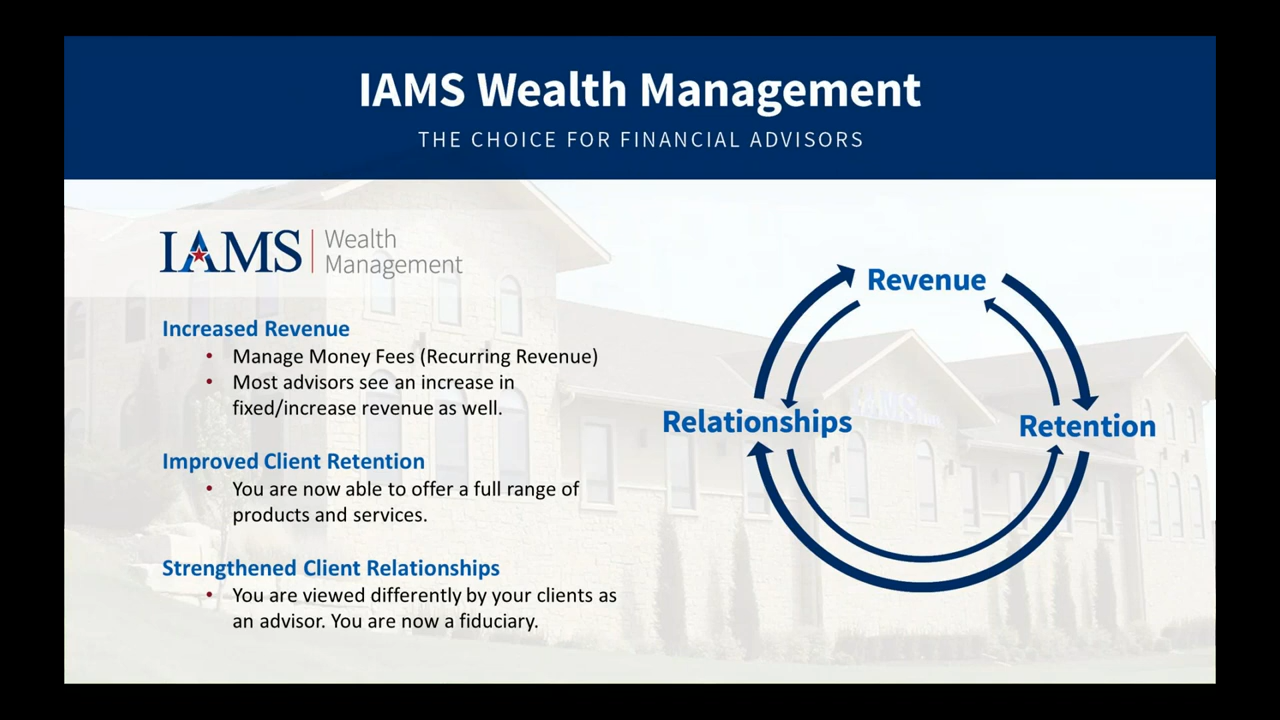 IAMS Wealth Management
THE CHOICE FOR FINANCIAL ADVISORS
IAMS | Wealth
Management
Increased Revenue
• Manage Money Fees (Recurring Revenue)
• Most advisors see an increase in
fixed/increase revenue as well.
Improved Client Retention
• You are now able to offer a full range of
products and services.
Strengthened Client Relationships
• You are viewed differently by your clients as
an advisor. You are now a fiduciary.
Revenue
Relationships
Retention